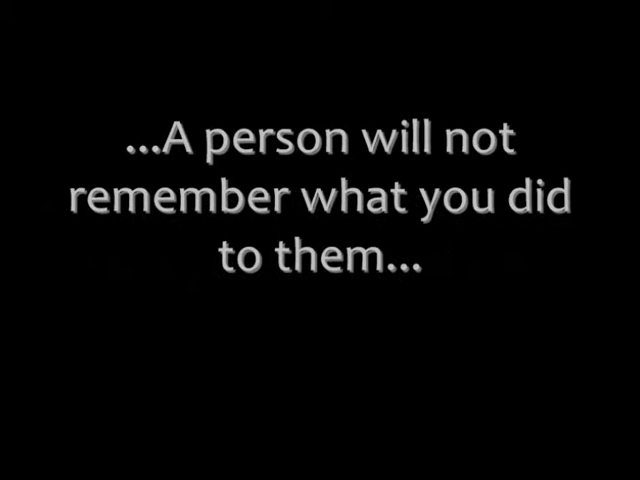 ...A person will not
remember what you did
to them...